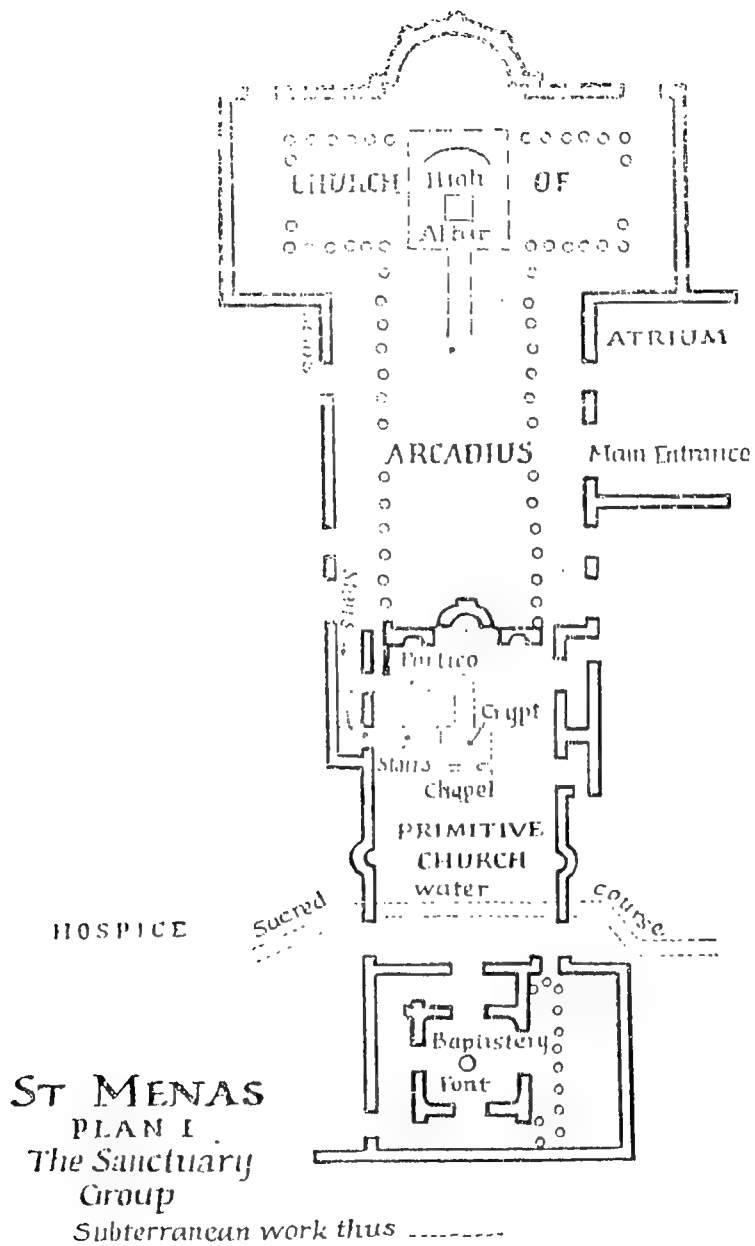 CHURCH High OF
Altar
ATRIUM
ARCADIUS Main Entrance
Stairs
Portico
Crypt
Stairs
Chapel
PRIMITIVE
CHURCH
water
HOSPICE Sacred course
Baptistery
Font
ST MENAS
PLAN I
The Sanctuary
Group
Subterranean work thus --------